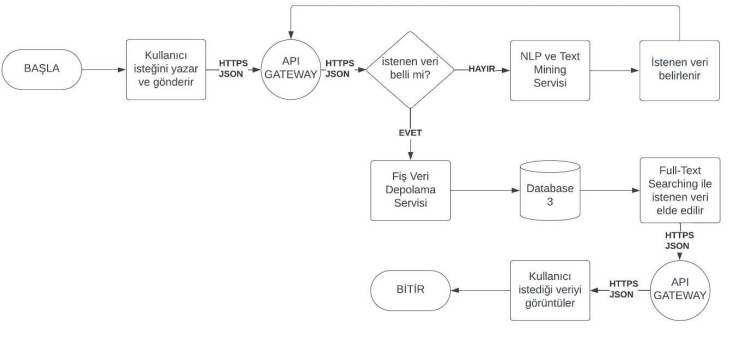 BAŞLA
Kullanıcı
isteğini yazar
ve gönderir
HTTPS
JSON
API
GATEWAY
HTTPS
JSON
istenen veri
belli mi?
HAYIR
NLP ve Text
Mining
Servisi
İstenen veri
belirlenir
EVET
Fiş Veri
Depolama
Servisi
Database
3
Full-Text
Searching ile
istenen veri
elde edilir
HTTPS
JSON
API
GATEWAY
HTTPS
JSON
Kullanıcı
istediği veriyi
görüntüler
BİTİR